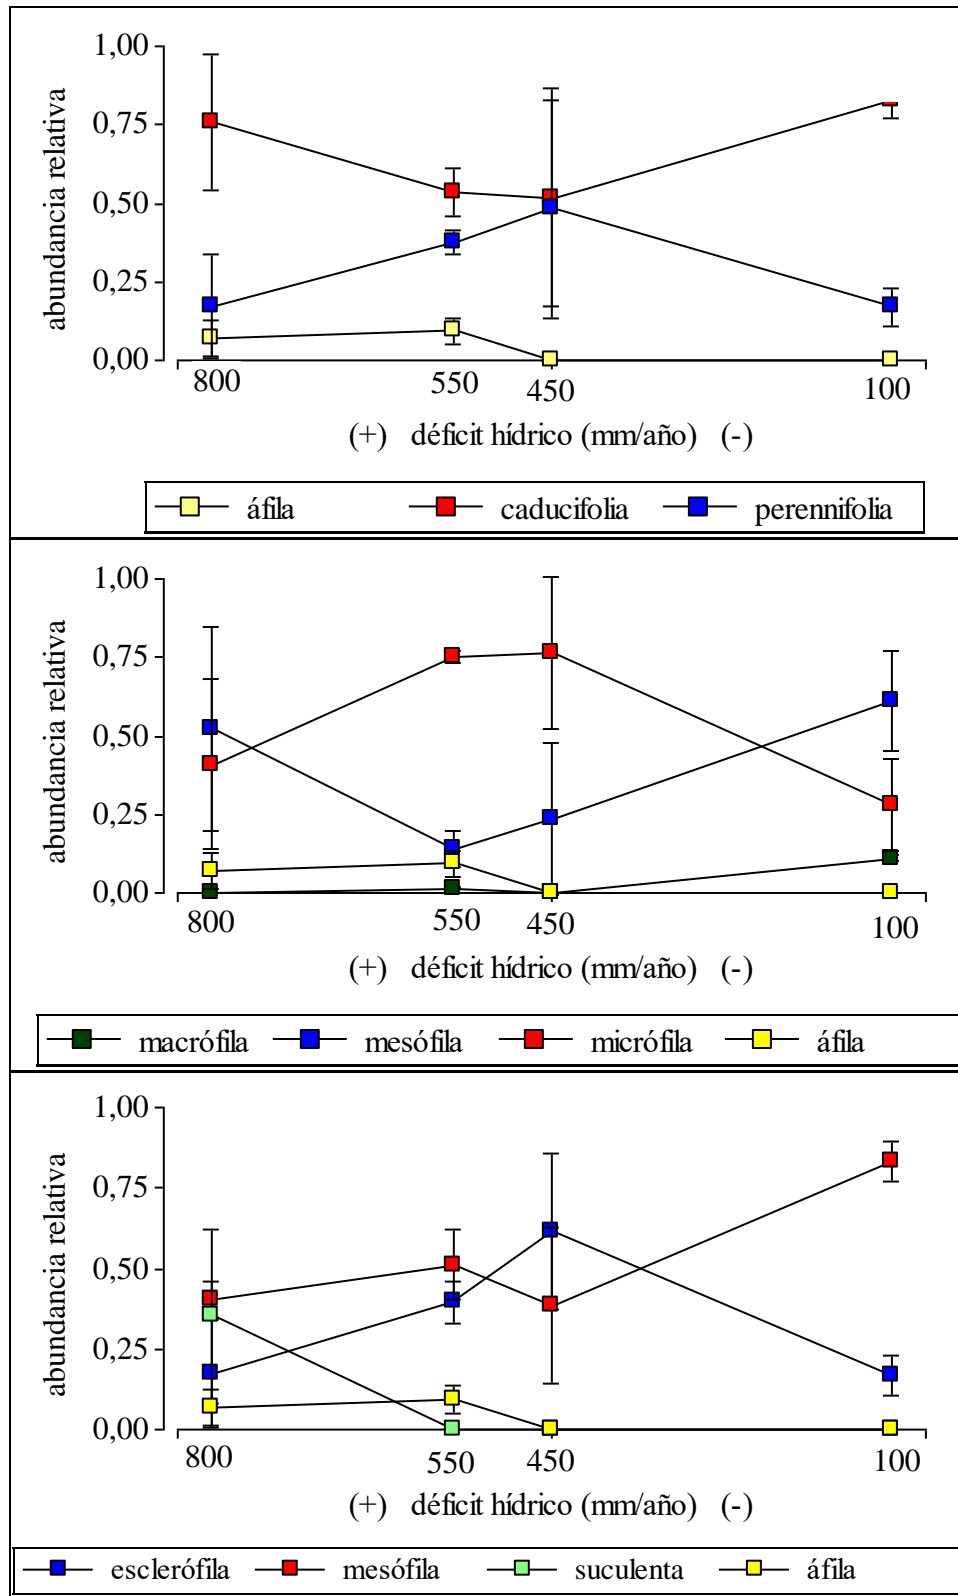 1,00
0,75
0,50
0,25
0,00
abundancia relativa
800 550 450 100
(+) déficit hídrico (mm/año) (-)
áfila caducifolia perennifolia
1,00
0,75
0,50
0,25
0,00
abundancia relativa
800 550 450 100
(+) déficit hídrico (mm/año) (-)
macrófila mesófila micrófila áfila
1,00
0,75
0,50
0,25
0,00
abundancia relativa
800 550 450 100
(+) déficit hídrico (mm/año) (-)
esclerófila mesófila suculenta áfila